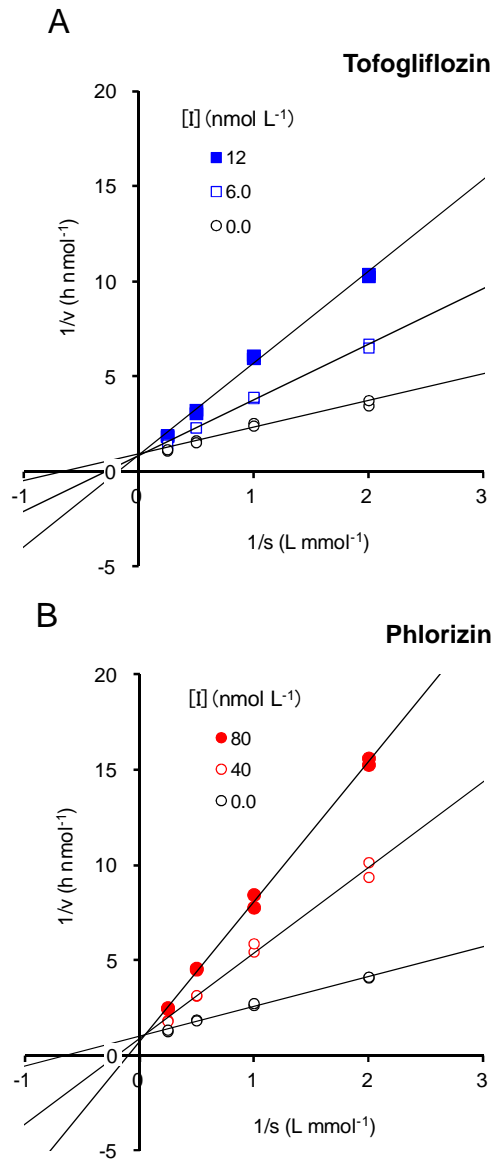 A
Tofogliflozin
[I] (nmol L-1)
12
6.0
0.0
20
15
10
5
0
-5
-1
0
1
2
3
1/v (h nmol-1)
1/s (L mmol-1)
B
Phlorizin
[I] (nmol L-1)
80
40
0.0
20
15
10
5
0
-5
-1
0
1
2
3
1/v (h nmol-1)
1/s (L mmol-1)